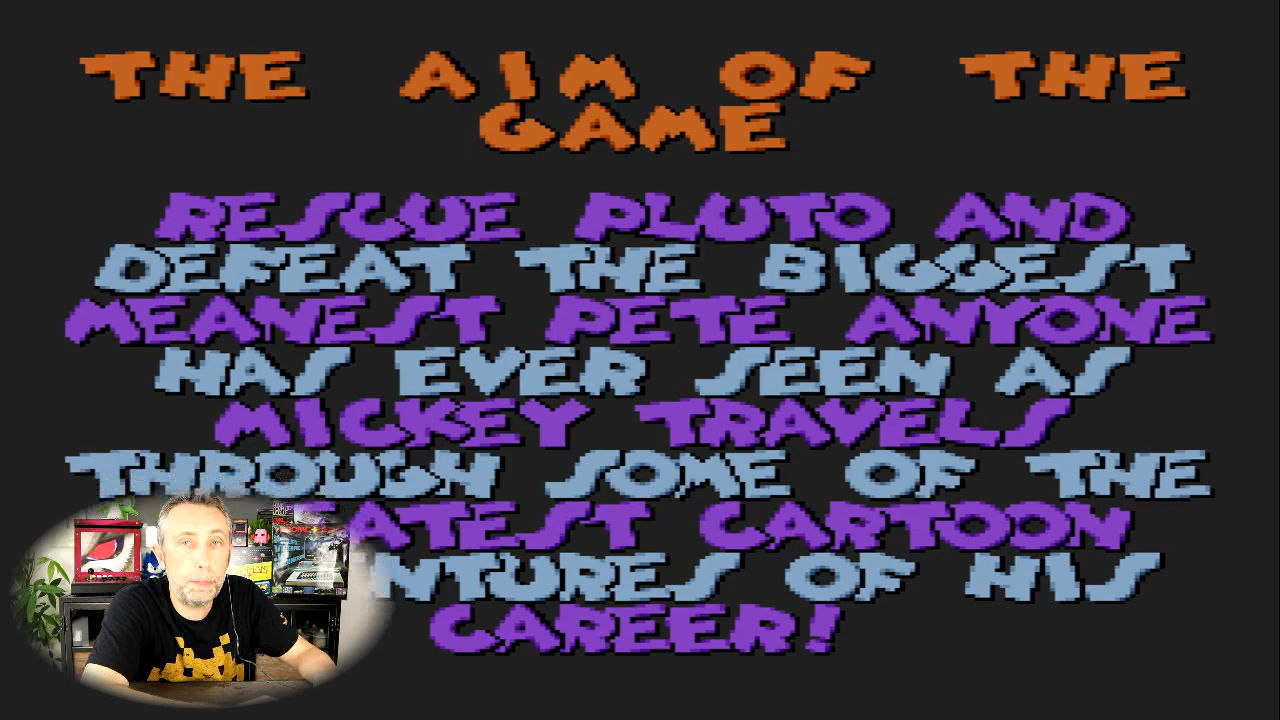 THE AIM OF THE
GAME
RESCUE PLUTO AND
DEFEAT THE BIGGEST
MEANEST PETE ANYONE
HAS EVER SEEN AS
MICKEY TRAVELS
THROUGH SOME OF THE
CARTOON
OF HIS
CAREER!